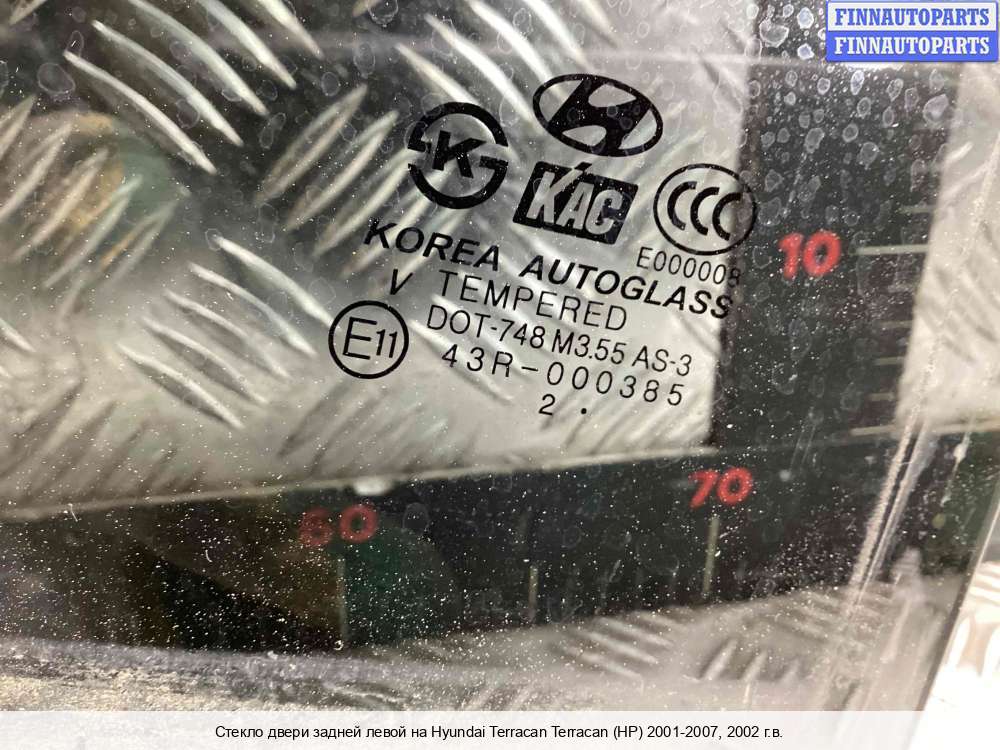 FINNAUTOPARTS
FINNAUTOPARTS
K
KAC
CCC
E000008
KOREA AUTOGLASS
V TEMPERED
DOT-748 M3.55 AS-3
E11
43R-000385
2 .
10
70
60
Стекло двери задней левой на Hyundai Terracan Terracan (HP) 2001-2007, 2002 г.в.